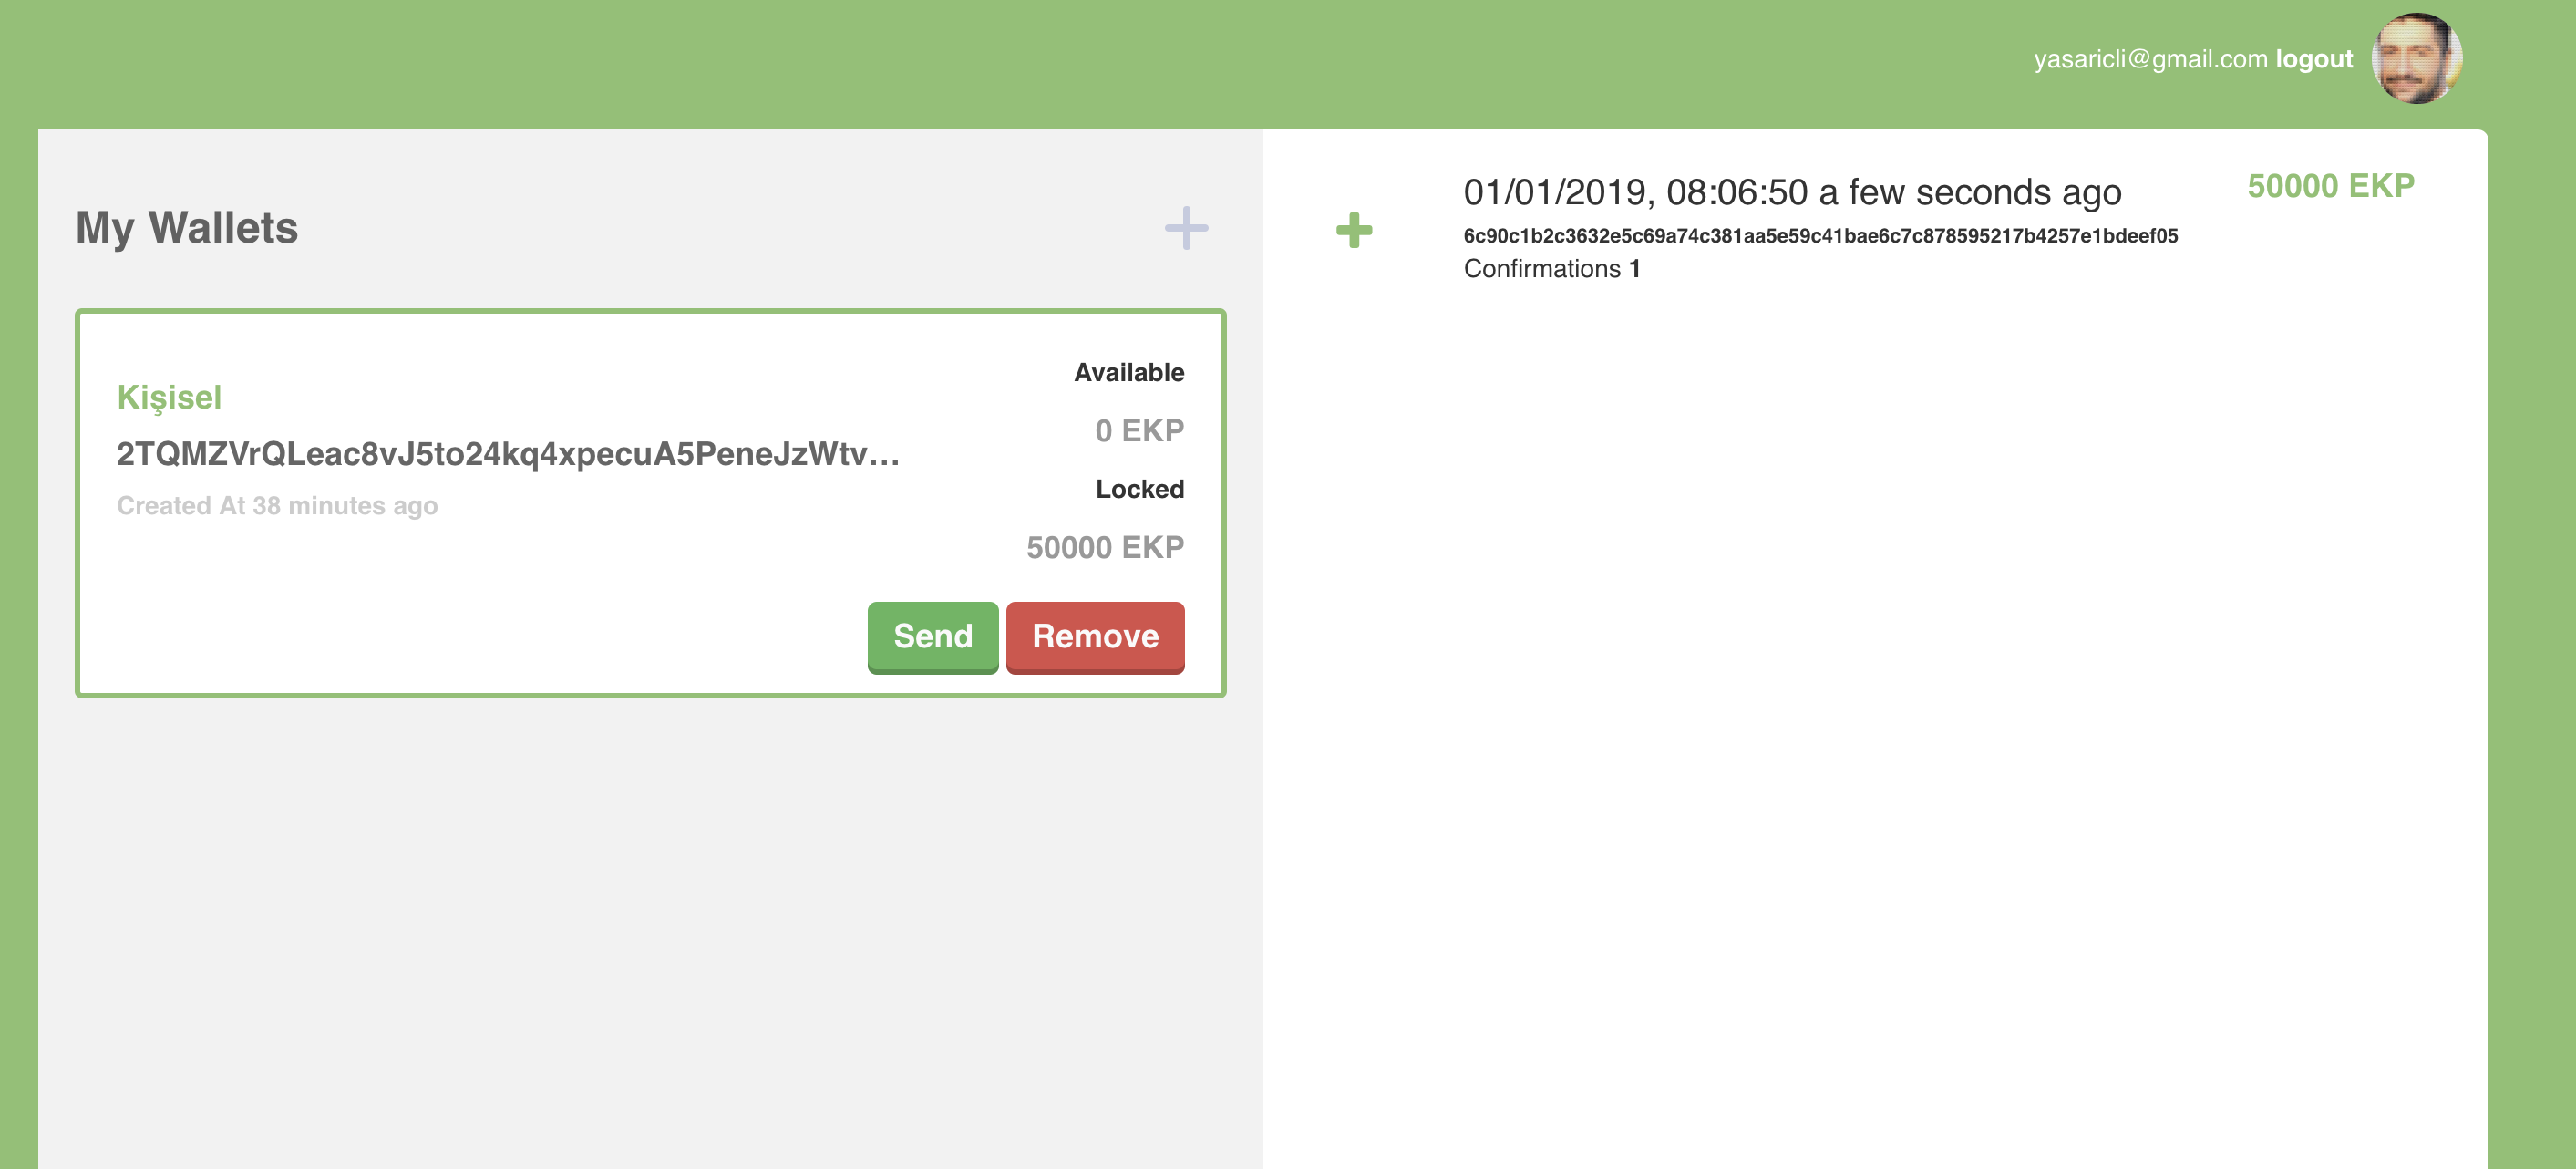 yasaricli@gmail.com logout
My Wallets
Kişisel
2TQMZVrQLeac8vJ5to24kq4xpecuA5PeneJzWtv...
Created At 38 minutes ago
Available
0 EKP
Locked
50000 EKP
Send
Remove
01/01/2019, 08:06:50 a few seconds ago
50000 EKP
6c90c1b2c3632e5c69a74c381aa5e59c41bae6c7c878595217b4257e1bdeef05
Confirmations 1